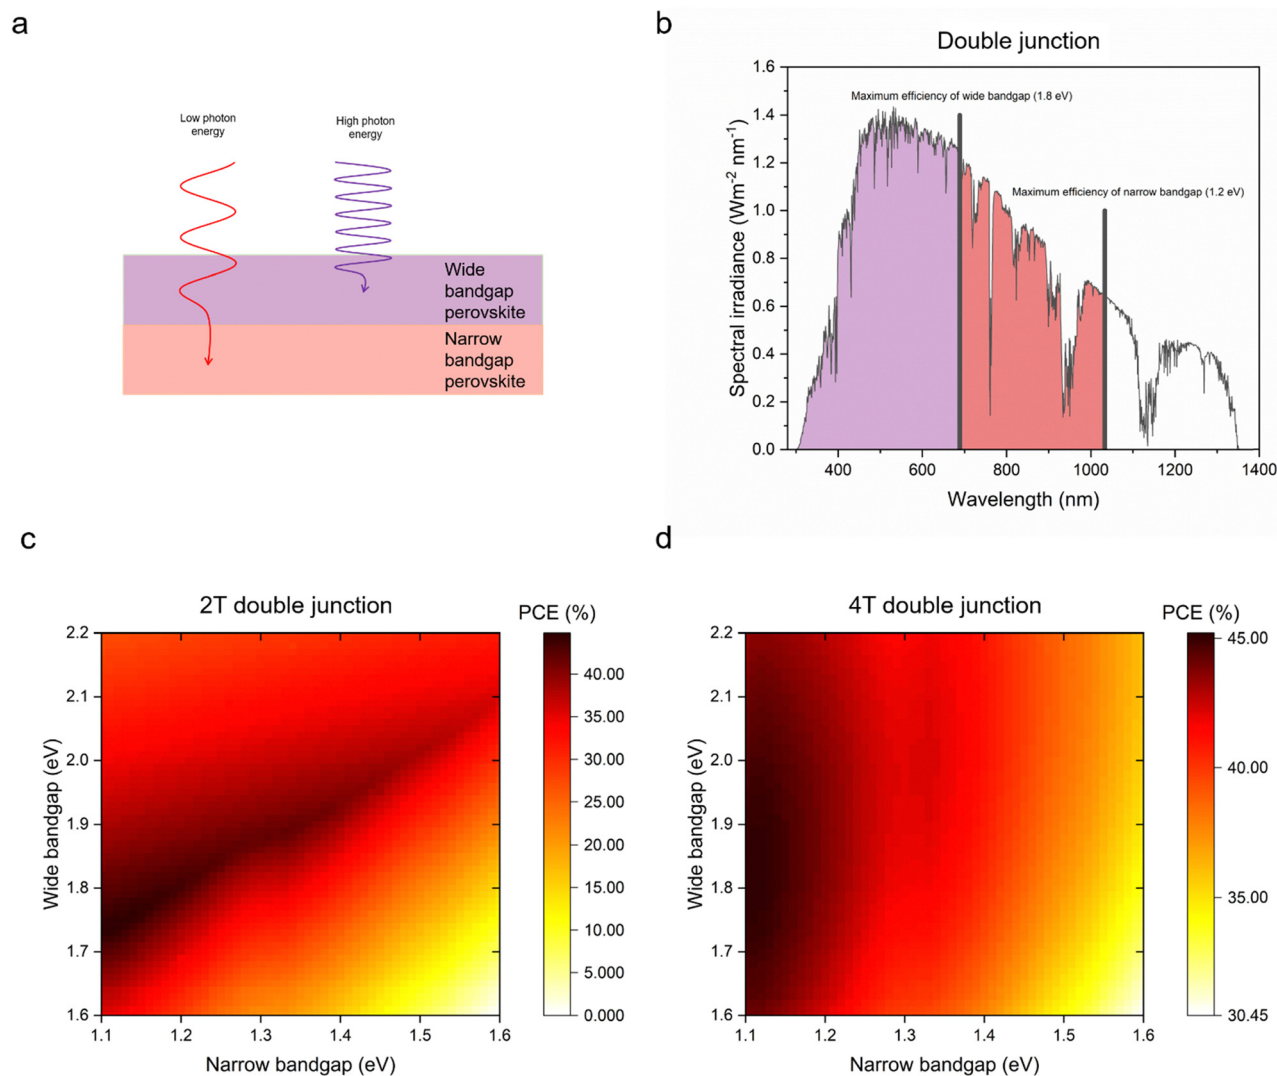 a
Low photon
energy
High photon
energy
Wide
bandgap
perovskite
Narrow
bandgap
perovskite
b
Double junction
Maximum efficiency of wide bandgap (1.8 eV)
Maximum efficiency of narrow bandgap (1.2 eV)
Spectral irradiance (Wm-2 nm-1)
1.6
1.4
1.2
1.0
0.8
0.6
0.4
0.2
0.0
400
600
800
1000
1200
1400
Wavelength (nm)
c
2T double junction
PCE (%)
Wide bandgap (eV)
2.2
2.1
2.0
1.9
1.8
1.7
1.6
1.1
1.2
1.3
1.4
1.5
1.6
Narrow bandgap (eV)
40.00
35.00
30.00
25.00
20.00
15.00
10.00
5.000
0.000
d
4T double junction
PCE (%)
Wide bandgap (eV)
2.2
2.1
2.0
1.9
1.8
1.7
1.6
1.1
1.2
1.3
1.4
1.5
1.6
Narrow bandgap (eV)
45.00
40.00
35.00
30.45